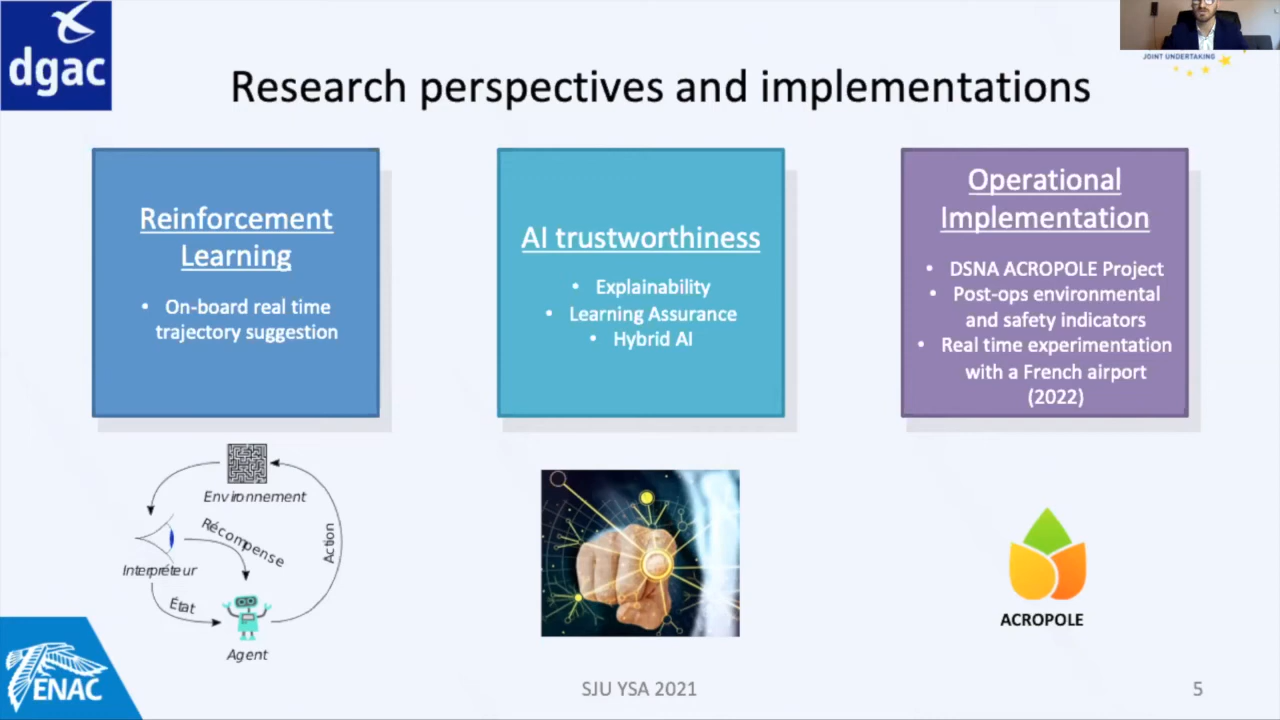 dgac
JOINT UNDERTAKING
Research perspectives and implementations
Reinforcement
Learning
• On-board real time
trajectory suggestion
AI trustworthiness
• Explainability
• Learning Assurance
• Hybrid AI
Operational
Implementation
• DSNA ACROPOLE Project
• Post-ops environmental
and safety indicators
• Real time experimentation
with a French airport
(2022)
Environnement
Récompense
Action
Interpréteur
État
Agent
ACROPOLE
ENAC
SJU YSA 2021
5